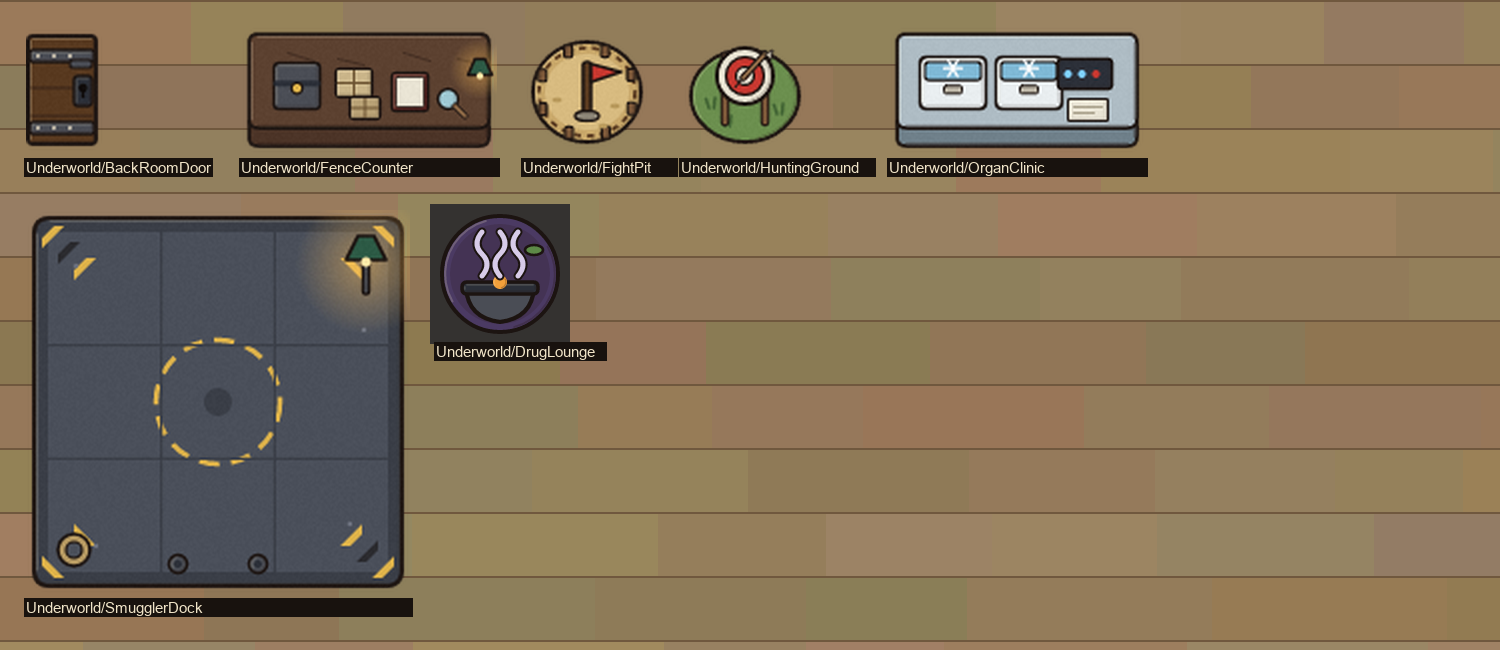 Underworld/BackRoomDoor
Underworld/FenceCounter
Underworld/FightPit
Underworld/HuntingGround
Underworld/OrganClinic
Underworld/DrugLounge
Underworld/SmugglerDock